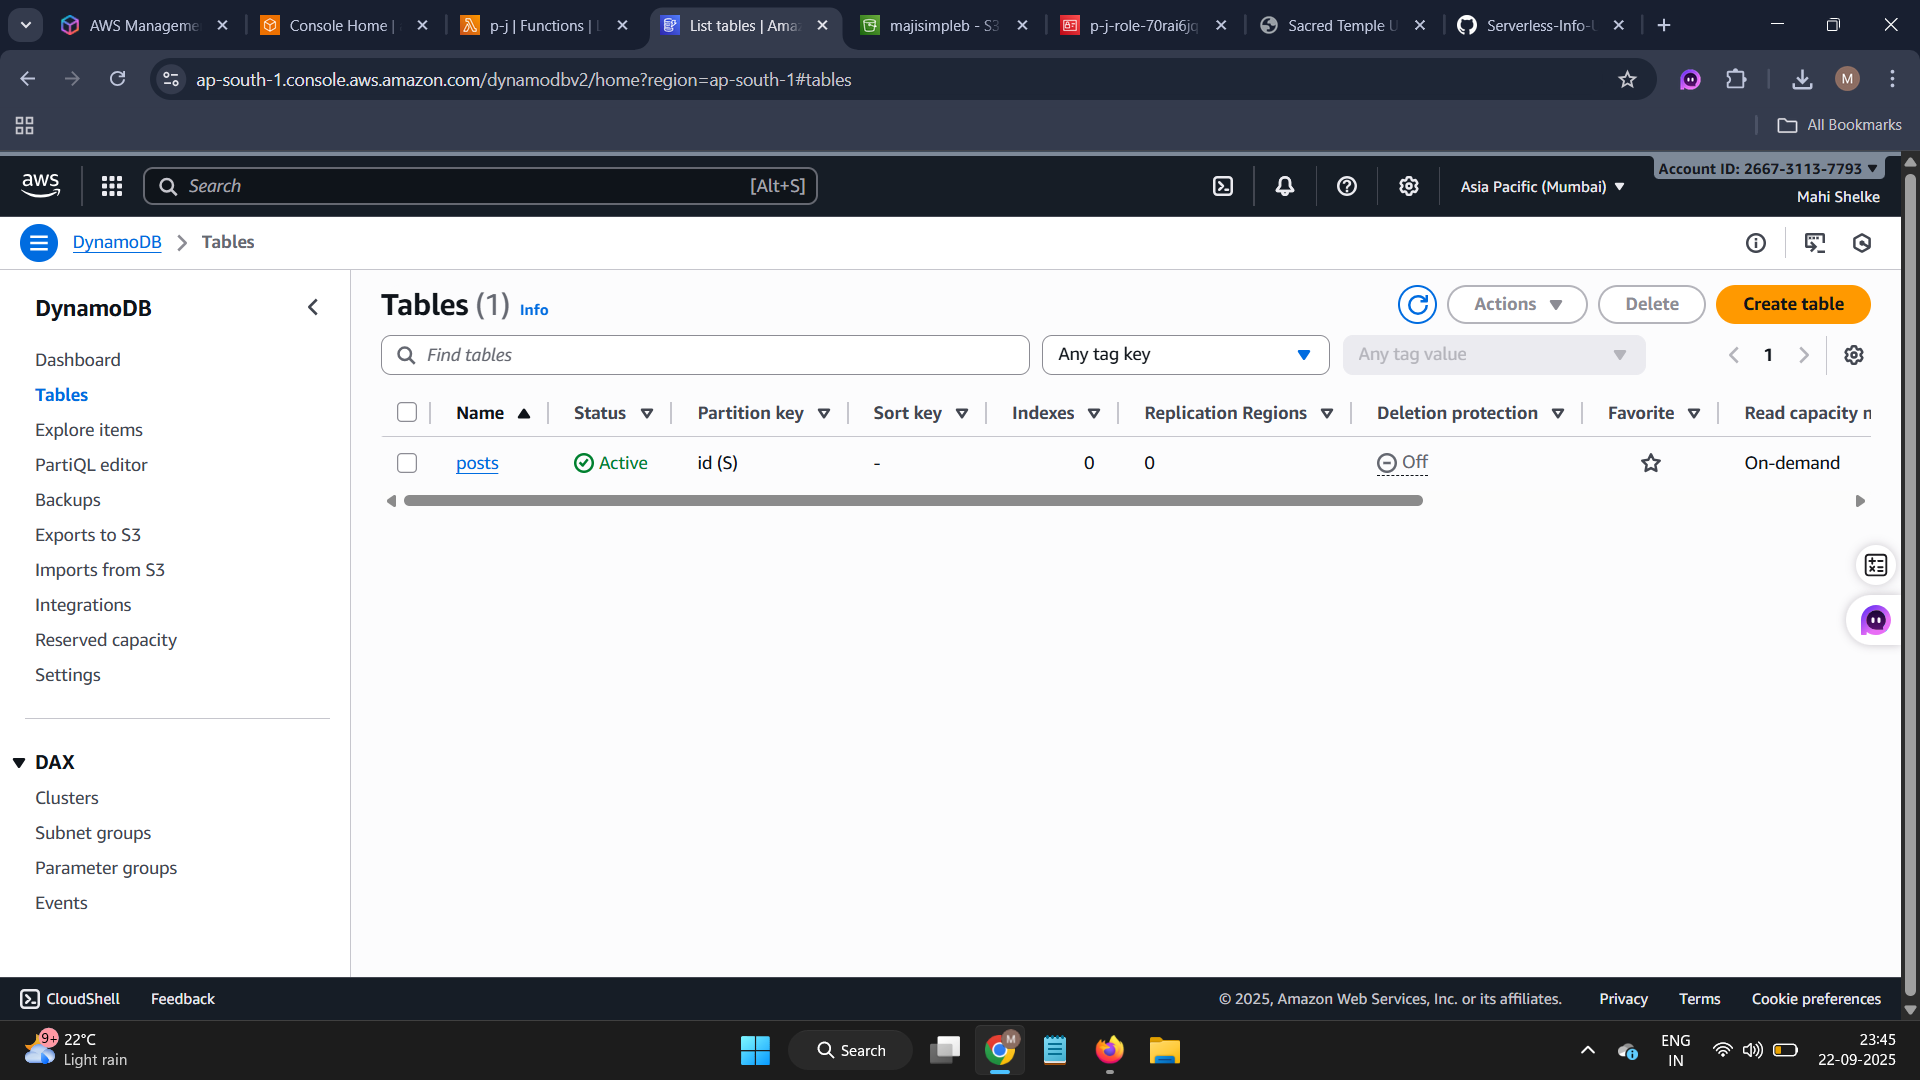 AWS Manageme
Console Home |
p-j | Functions | L
List tables | Ama
majisimpleb - S3
p-j-role-70rai6jq
Sacred Temple U
Serverless-Info-U
ap-south-1.console.aws.amazon.com/dynamodbv2/home?region=ap-south-1#tables
M
All Bookmarks
aws
Search
[Alt+S]
Asia Pacific (Mumbai)
Account ID: 2667-3113-7793
Mahi Shelke
DynamoDB
Tables
DynamoDB
Dashboard
Tables
Explore items
PartiQL editor
Backups
Exports to S3
Imports from S3
Integrations
Reserved capacity
Settings
DAX
Clusters
Subnet groups
Parameter groups
Events
Tables (1) Info
Actions
Delete
Create table
Find tables
Any tag key
Any tag value
1
Name Status Partition key Sort key Indexes Replication Regions Deletion protection Favorite Read capacity m
posts Active id (S) - 0 0 Off On-demand
CloudShell
Feedback
© 2025, Amazon Web Services, Inc. or its affiliates.
Privacy
Terms
Cookie preferences
9+
22°C
Light rain
Search
M
ENG
IN
23:45
22-09-2025